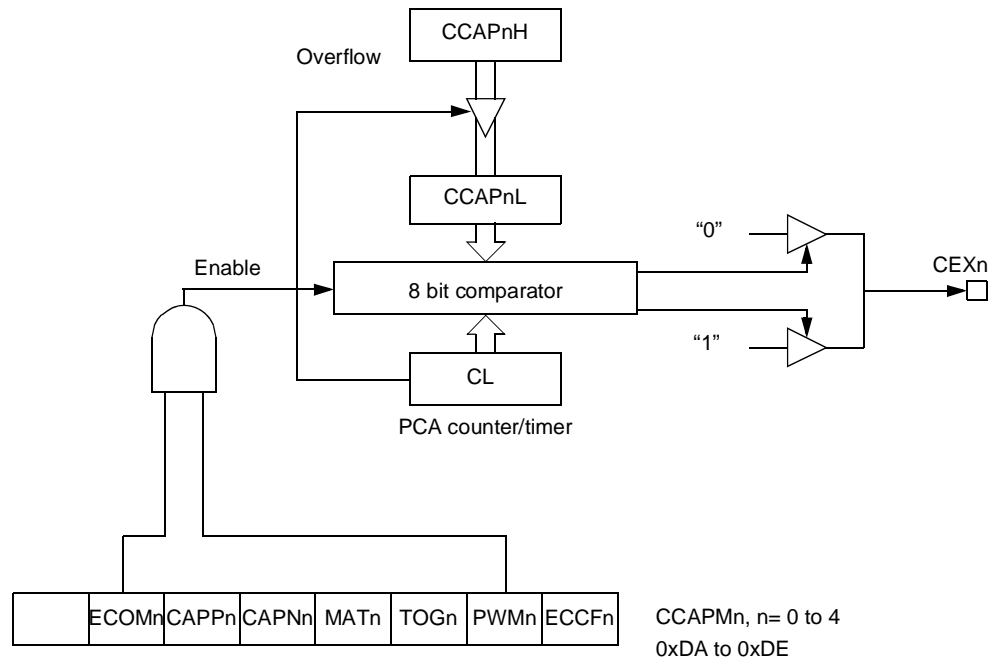 CCAPnH
Overflow
CCAPnL
“0”
Enable
CEXn
8 bit comparator
“1”
CL
PCA counter/timer
ECOMn CAPPn CAPNn MATn TOGn PWMn ECCFn
CCAPMn, n= 0 to 4
0xDA to 0xDE